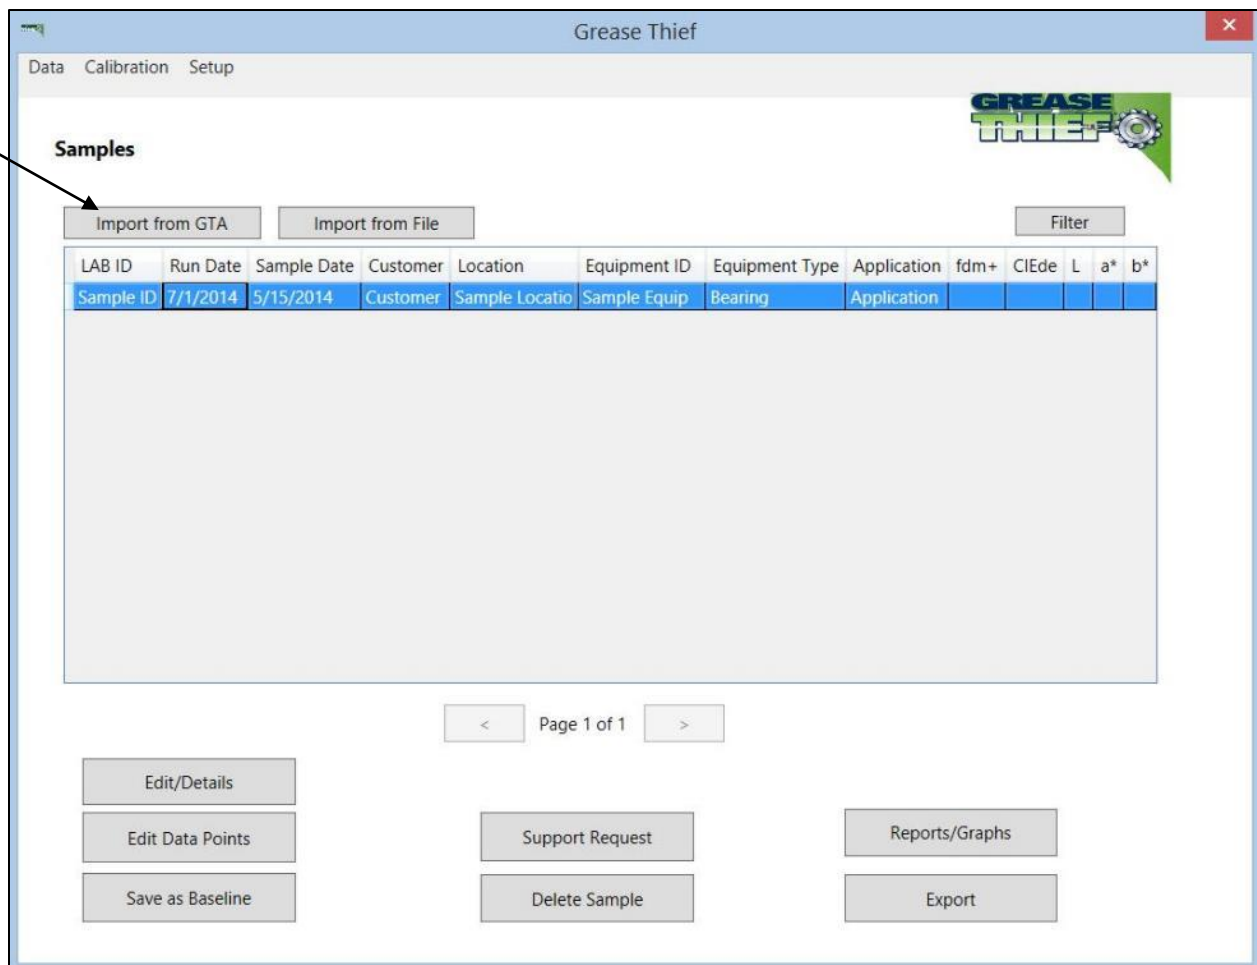 Grease Thief
×
Data Calibration Setup
GREASE
THIEF
Samples
Import from GTA Import from File Filter
LAB ID Run Date Sample Date Customer Location Equipment ID Equipment Type Application fdm+ CIEde L a* b*
Sample ID 7/1/2014 5/15/2014 Customer Sample Locatio Sample Equip Bearing Application
< Page 1 of 1 >
Edit/Details
Edit Data Points Support Request Reports/Graphs
Save as Baseline Delete Sample Export